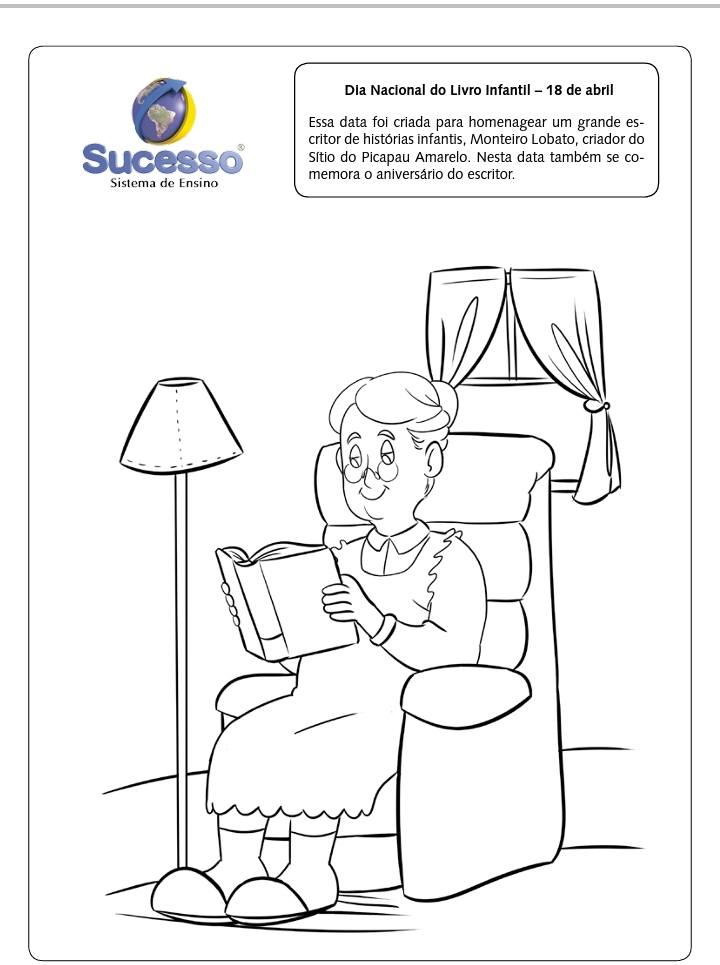 Sucesso®
Sistema de Ensino
Dia Nacional do Livro Infantil – 18 de abril
Essa data foi criada para homenagear um grande es-
critor de histórias infantis, Monteiro Lobato, criador do
Sítio do Picapau Amarelo. Nesta data também se co-
memora o aniversário do escritor.